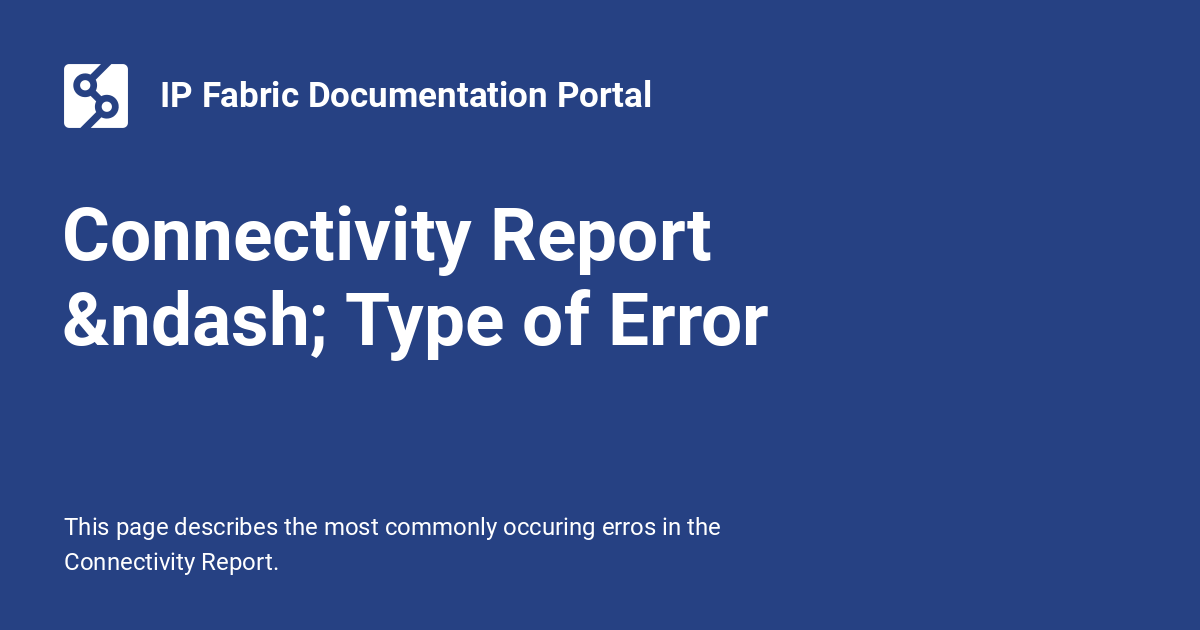 IP Fabric Documentation Portal
Connectivity Report
&ndash; Type of Error
This page describes the most commonly occuring erros in the
Connectivity Report.